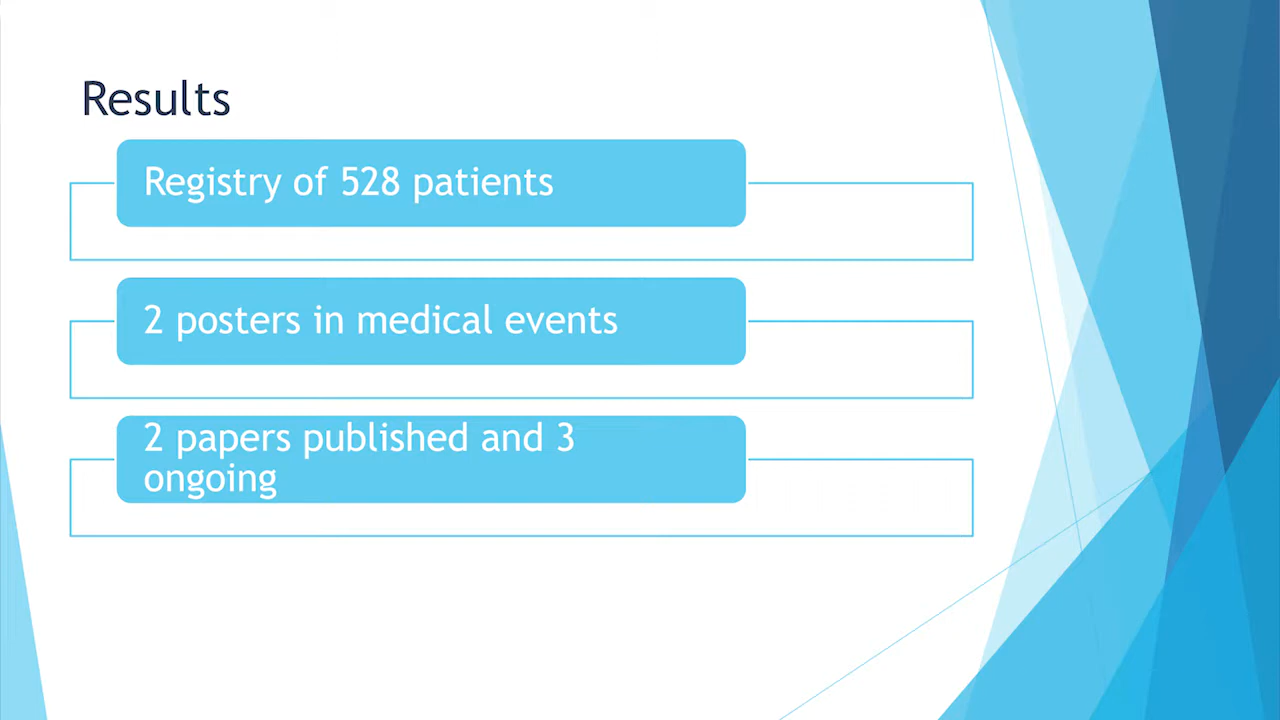 Results
Registry of 528 patients
2 posters in medical events
2 papers published and 3
ongoing